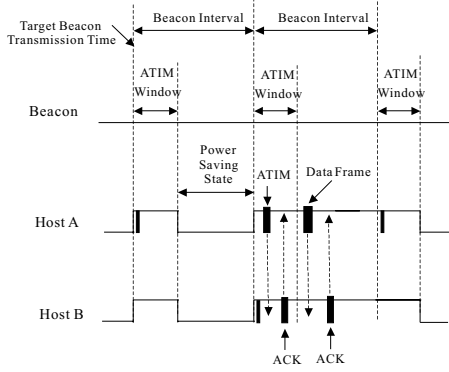 Target Beacon
Transmission Time
Beacon Interval
Beacon Interval
ATIM
Window
ATIM
Window
ATIM
Window
Beacon
Power
Saving
State
ATIM
Data Frame
Host A
Host B
ACK
ACK